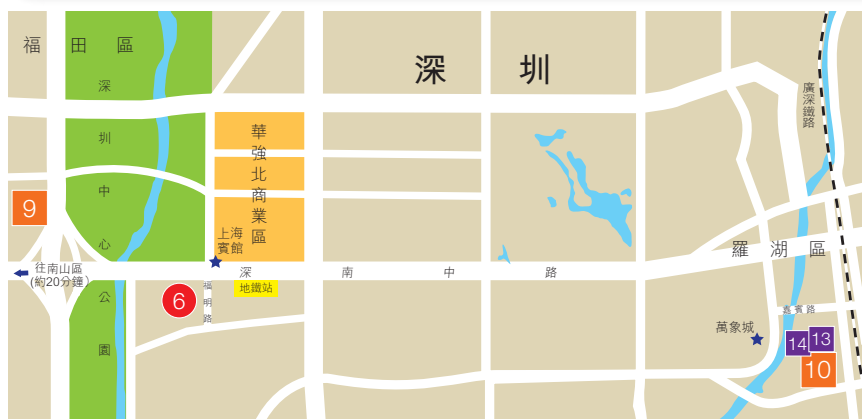 福田區
深圳
深圳中心公園
廣深鐵路
華強北商業區
9
上海
賓館
羅湖區
往南山區
(約20分鐘)
深南中路
地鐵站
福明路
6
嘉賓路
萬象城
14
13
10